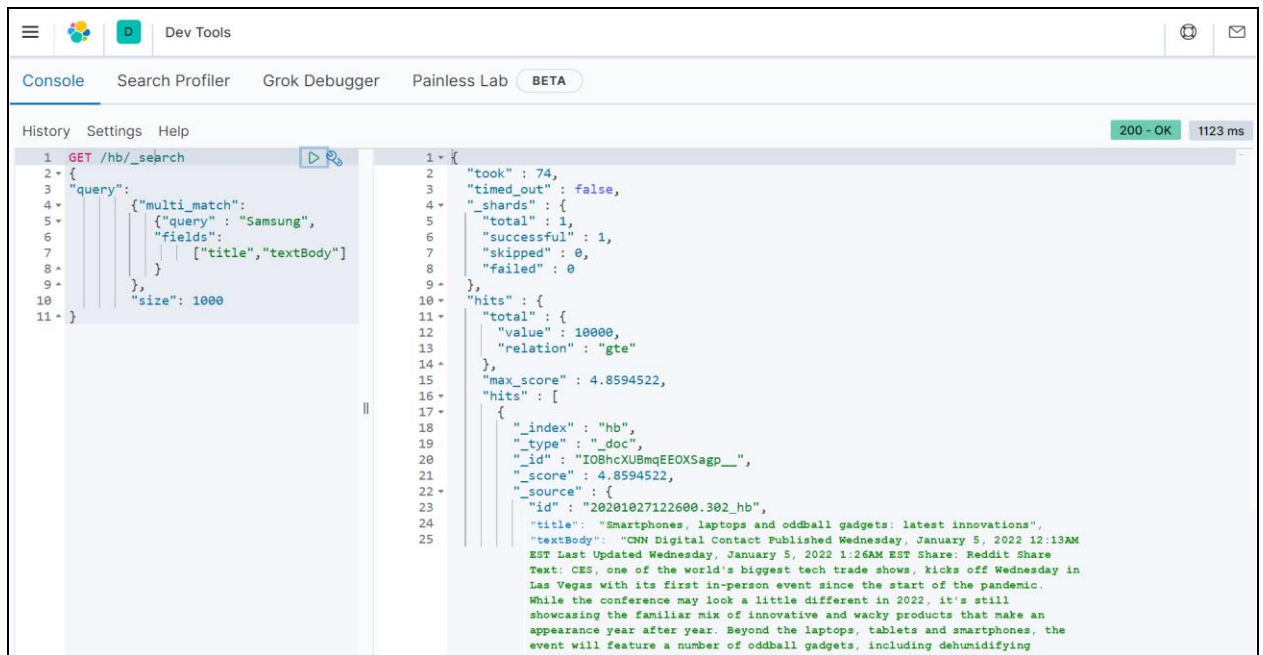 D Dev Tools
Console Search Profiler Grok Debugger Painless Lab BETA
History Settings Help
200 - OK 1123 ms
1 GET /hb/_search
2 {
3 "query":
4 {"multi_match":
5 {"query" : "Samsung",
6 "fields":
7 ["title","textBody"]
8 }
9 },
10 "size": 1000
11 }
1 {
2 "took" : 74,
3 "timed_out" : false,
4 "_shards" : {
5 "total" : 1,
6 "successful" : 1,
7 "skipped" : 0,
8 "failed" : 0
9 },
10 "hits" : {
11 "total" : {
12 "value" : 10000,
13 "relation" : "gte"
14 },
15 "max_score" : 4.8594522,
16 "hits" : [
17 {
18 "_index" : "hb",
19 "_type" : "_doc",
20 "_id" : "IOBhcXUBmqEEOXSagp__",
21 "_score" : 4.8594522,
22 "_source" : {
23 "id" : "20201027122600.302_hb",
24 "title": "Smartphones, laptops and oddball gadgets: latest innovations",
25 "textBody": "CNN Digital Contact Published Wednesday, January 5, 2022 12:13AM
EST Last Updated Wednesday, January 5, 2022 1:26AM EST Share: Reddit Share
Text: CES, one of the world's biggest tech trade shows, kicks off Wednesday in
Las Vegas with its first in-person event since the start of the pandemic.
While the conference may look a little different in 2022, it's still
showcasing the familiar mix of innovative and wacky products that make an
appearance year after year. Beyond the laptops, tablets and smartphones, the
event will feature a number of oddball gadgets, including dehumidifying